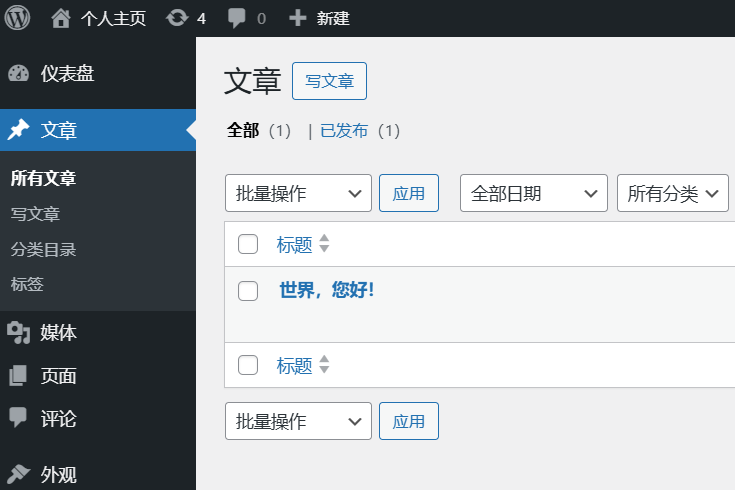 个人主页 4 0 新建
仪表盘
文章
所有文章
写文章
分类目录
标签
媒体
页面
评论
外观
文章 写文章
全部 (1) | 已发布 (1)
批量操作 应用 全部日期 所有分类
标题
世界，您好！
标题
批量操作 应用